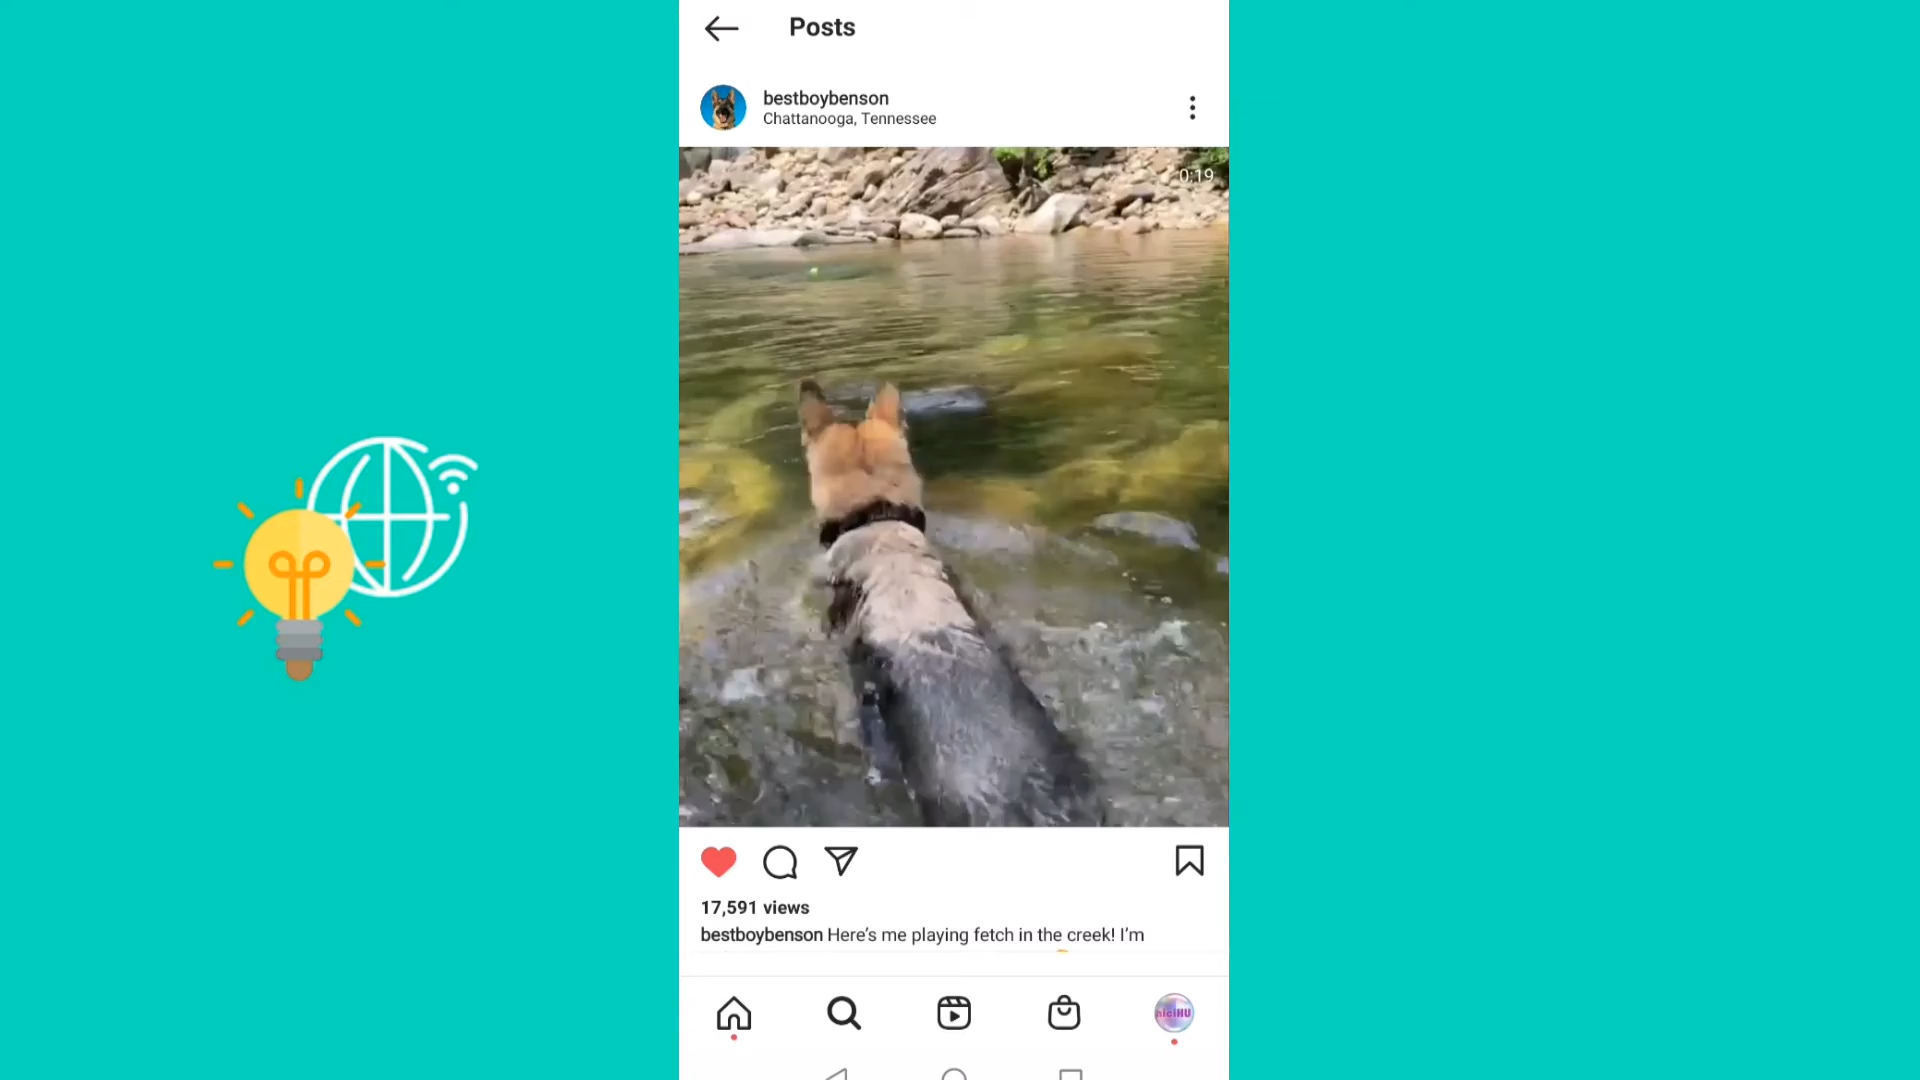 Posts
bestboybenson
Chattanooga, Tennessee
0:19
17,591 views
bestboybenson Here’s me playing fetch in the creek! I’m